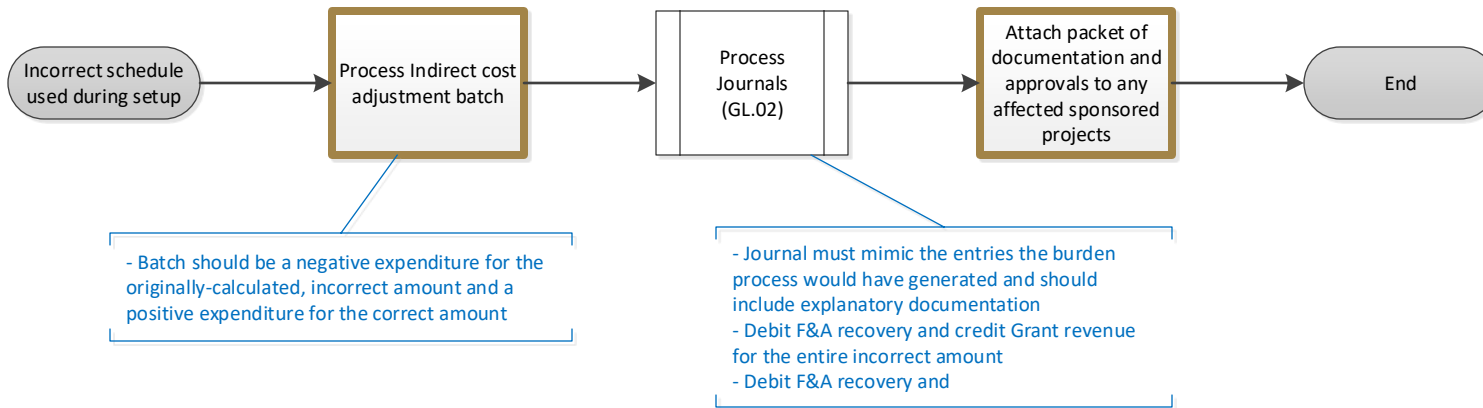 Incorrect schedule
used during setup
Process Indirect cost
adjustment batch
Process
Journals
(GL.02)
Attach packet of
documentation and
approvals to any
affected sponsored
projects
End
- Batch should be a negative expenditure for the
originally-calculated, incorrect amount and a
positive expenditure for the correct amount
- Journal must mimic the entries the burden
process would have generated and should
include explanatory documentation
- Debit F&A recovery and credit Grant revenue
for the entire incorrect amount
- Debit F&A recovery and